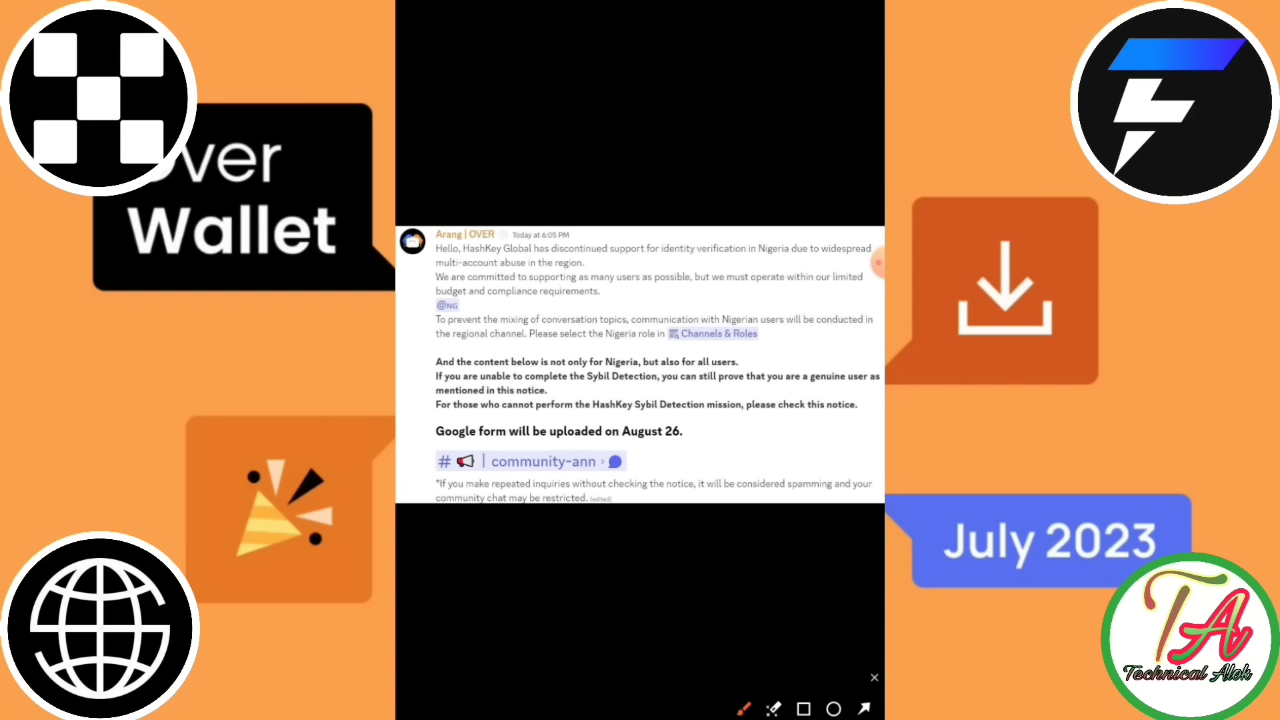 Over
Wallet
Arang | OVER Today at 6:05 PM
Hello, HashKey Global has discontinued support for identity verification in Nigeria due to widespread
multi-account abuse in the region.
We are committed to supporting as many users as possible, but we must operate within our limited
budget and compliance requirements.
@NG
To prevent the mixing of conversation topics, communication with Nigerian users will be conducted in
the regional channel. Please select the Nigeria role in Channels & Roles
And the content below is not only for Nigeria, but also for all users.
If you are unable to complete the Sybil Detection, you can still prove that you are a genuine user as
mentioned in this notice.
For those who cannot perform the HashKey Sybil Detection mission, please check this notice.
Google form will be uploaded on August 26.
# | community-ann ›
*If you make repeated inquiries without checking the notice, it will be considered spamming and your
community chat may be restricted. (edited)
July 2023
TA
Technical Alok